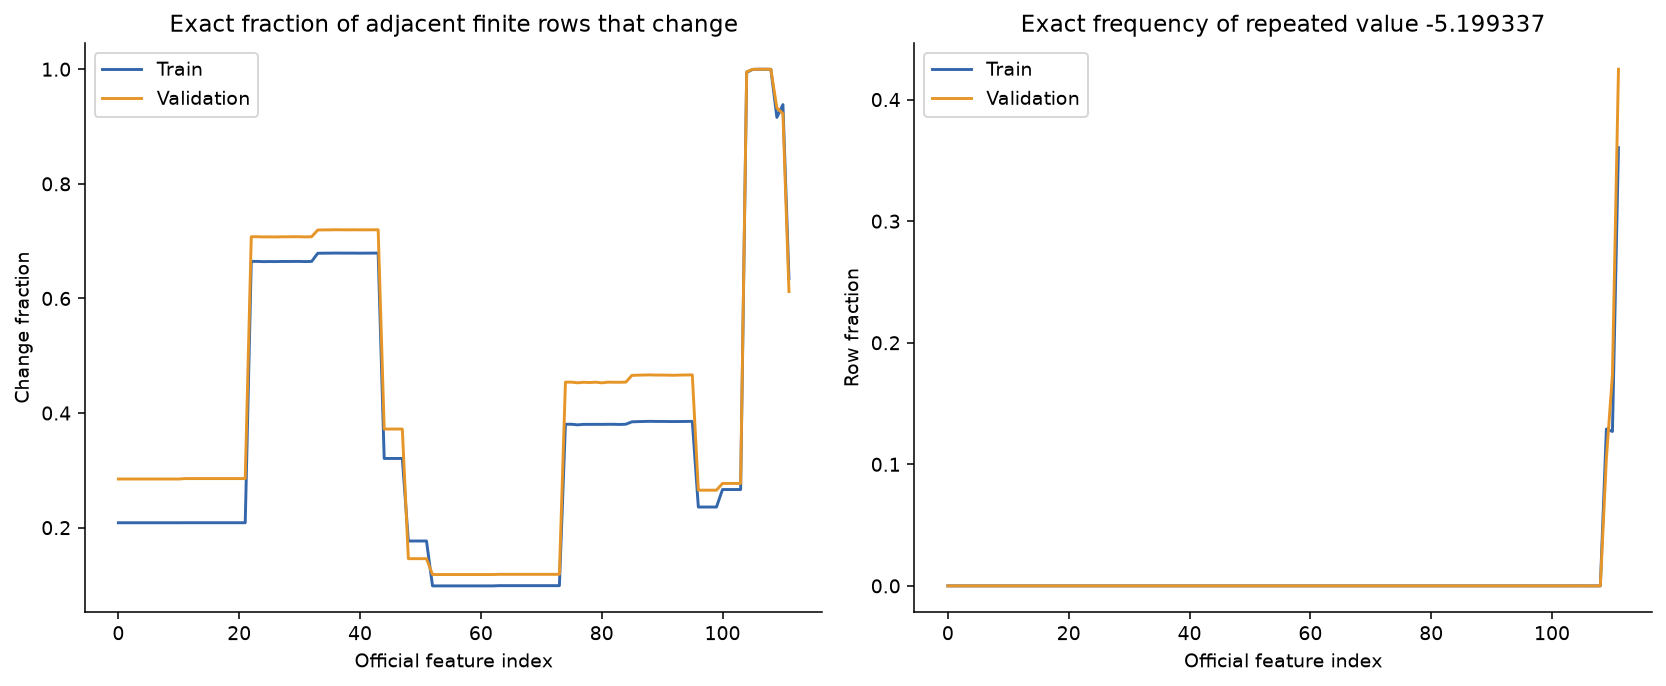 Exact fraction of adjacent finite rows that change
Train
Validation
1.0
0.8
0.6
0.4
0.2
Change fraction
0 20 40 60 80 100
Official feature index
Exact frequency of repeated value -5.199337
Train
Validation
0.4
0.3
0.2
0.1
0.0
Row fraction
0 20 40 60 80 100
Official feature index